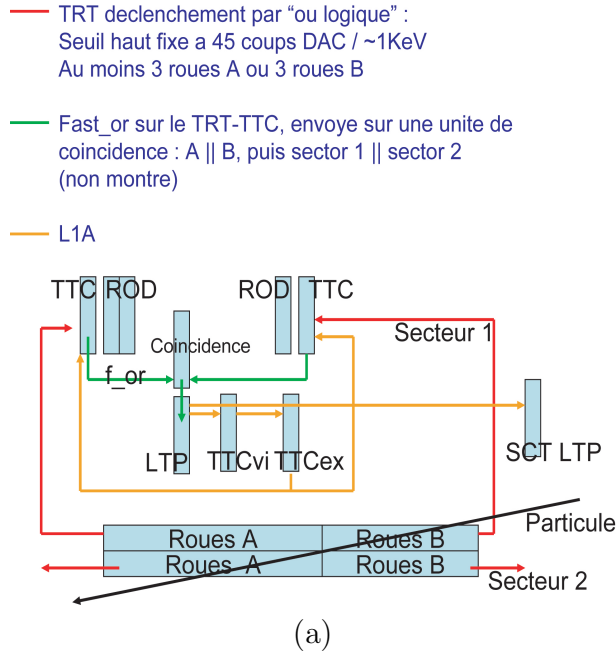 TRT declenchement par “ou logique” :
Seuil haut fixe a 45 coups DAC / ~1KeV
Au moins 3 roues A ou 3 roues B
Fast_or sur le TRT-TTC, envoye sur une unite de
coincidence : A || B, puis sector 1 || sector 2
(non montre)
L1A
TTC ROD ROD TTC
Secteur 1
Coincidence
f_or
LTP TTCvi TTCex SCT LTP
Particule
Roues A Roues B
Roues A Roues B
Secteur 2
(a)